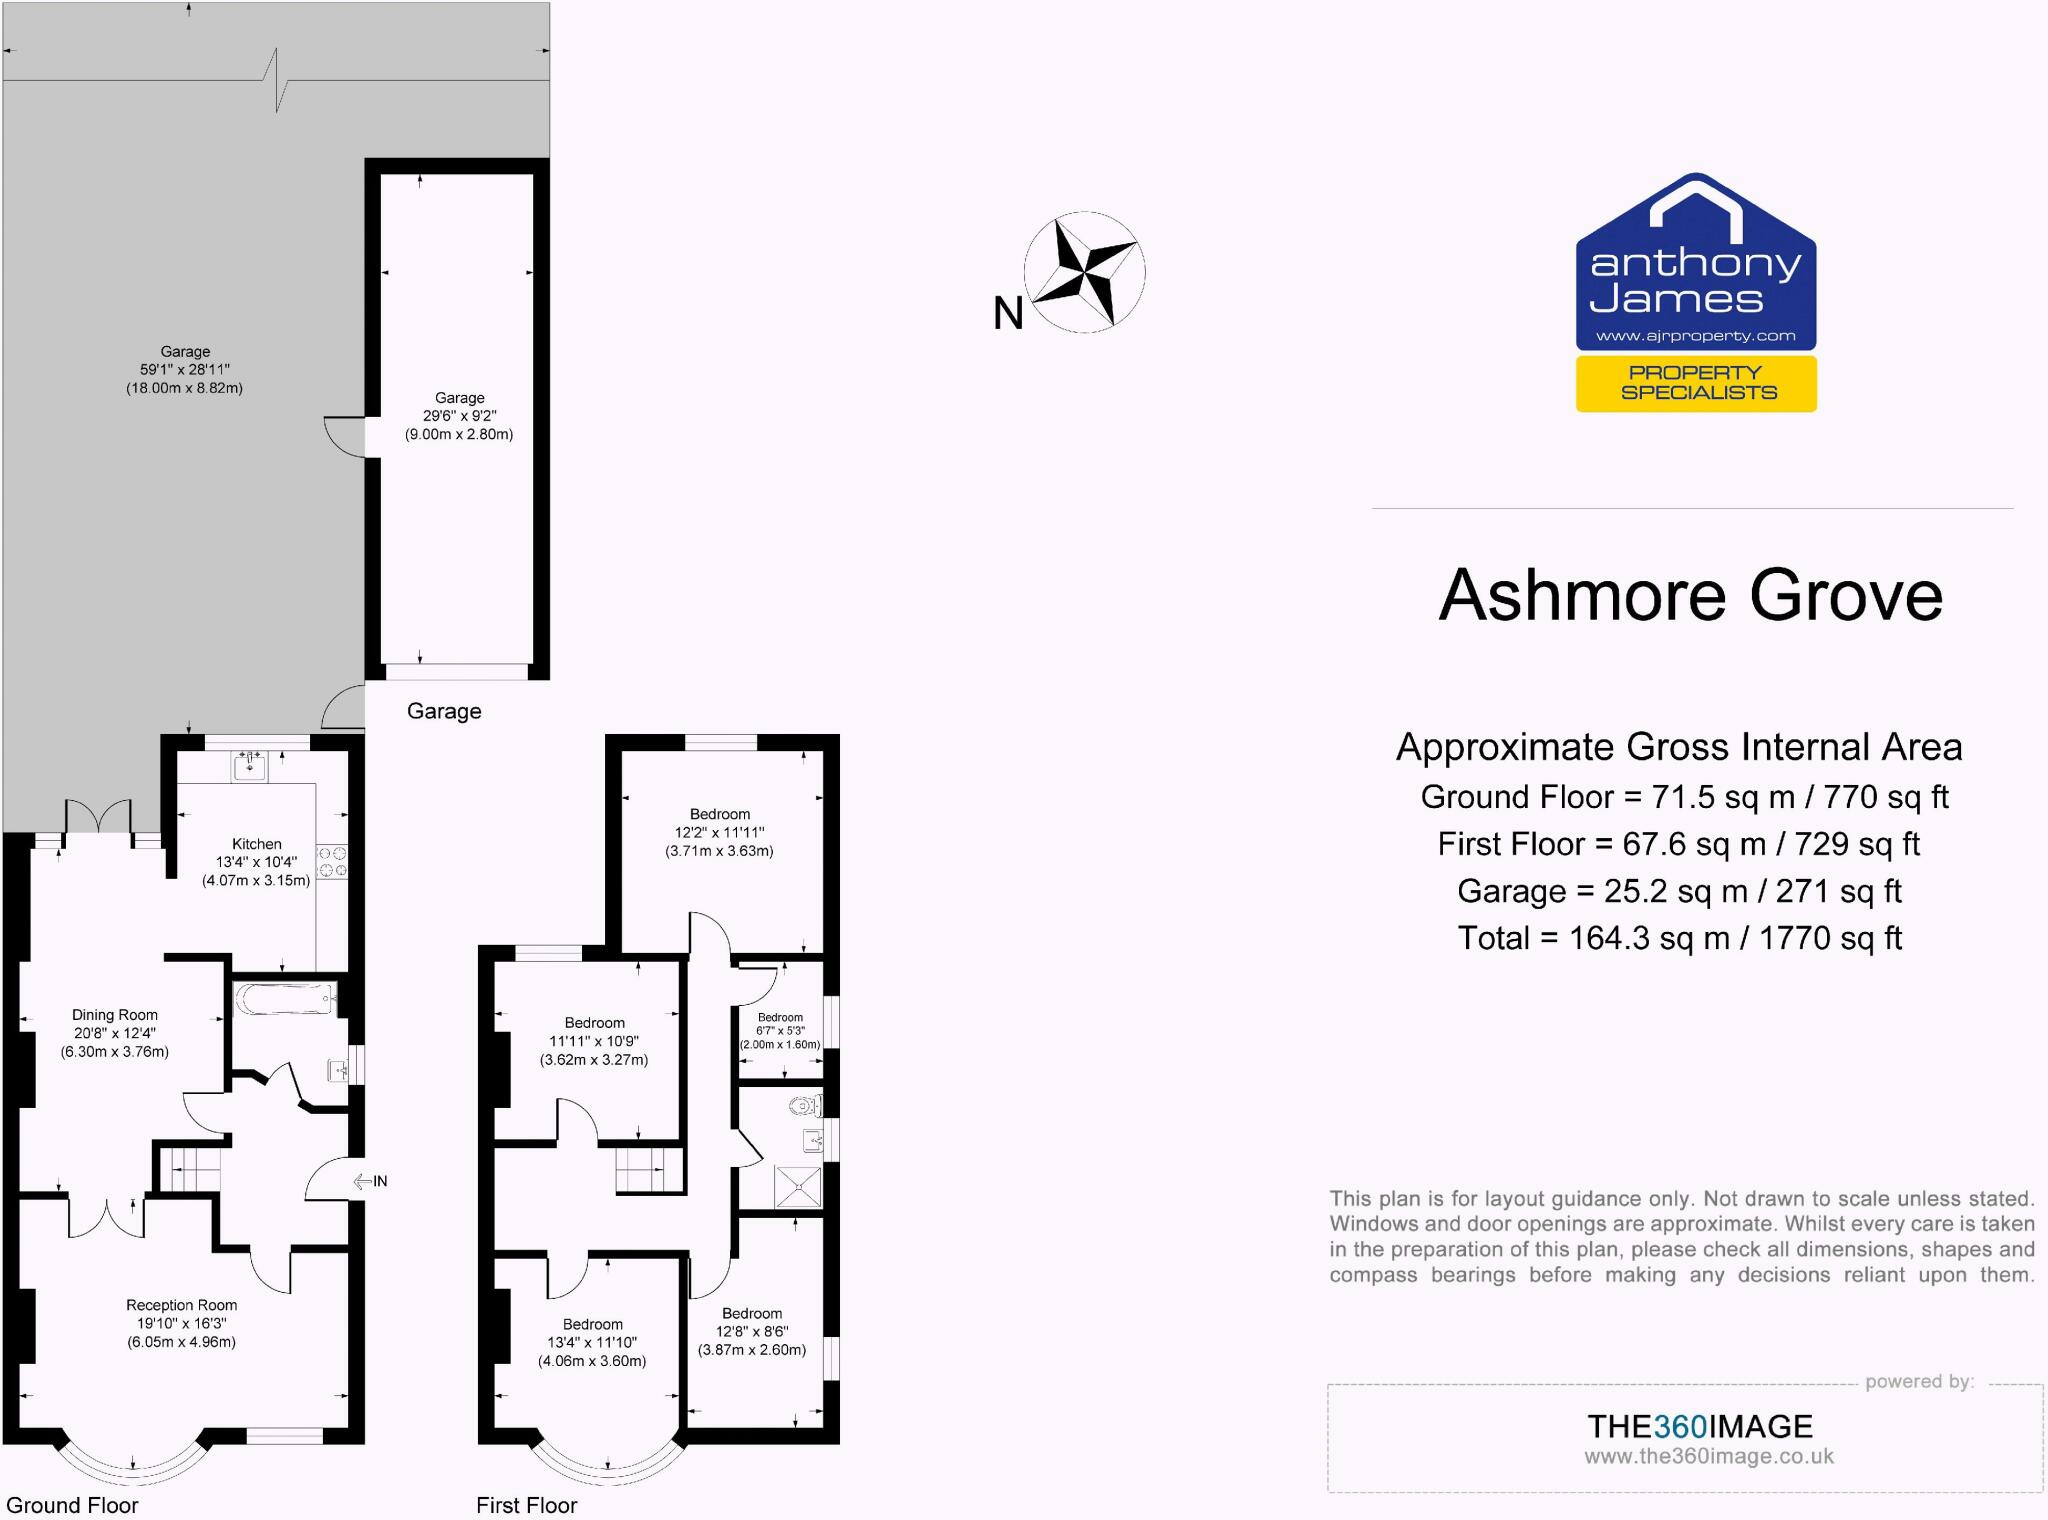 Garage
59'1" x 28'11"
(18.00m x 8.82m)
Garage
29'6" x 9'2"
(9.00m x 2.80m)
Garage
N
Kitchen
13'4" x 10'4"
(4.07m x 3.15m)
Dining Room
20'8" x 12'4"
(6.30m x 3.76m)
IN
Reception Room
19'10" x 16'3"
(6.05m x 4.96m)
Ground Floor
Bedroom
12'2" x 11'11"
(3.71m x 3.63m)
Bedroom
11'11" x 10'9"
(3.62m x 3.27m)
Bedroom
6'7" x 5'3"
(2.00m x 1.60m)
Bedroom
13'4" x 11'10"
(4.06m x 3.60m)
Bedroom
12'8" x 8'6"
(3.87m x 2.60m)
First Floor
anthony
James
www.ajrproperty.com
PROPERTY
SPECIALISTS
Ashmore Grove
Approximate Gross Internal Area
Ground Floor = 71.5 sq m / 770 sq ft
First Floor = 67.6 sq m / 729 sq ft
Garage = 25.2 sq m / 271 sq ft
Total = 164.3 sq m / 1770 sq ft
This plan is for layout guidance only. Not drawn to scale unless stated.
Windows and door openings are approximate. Whilst every care is taken
in the preparation of this plan, please check all dimensions, shapes and
compass bearings before making any decisions reliant upon them.
powered by:
THE360IMAGE
www.the360image.co.uk